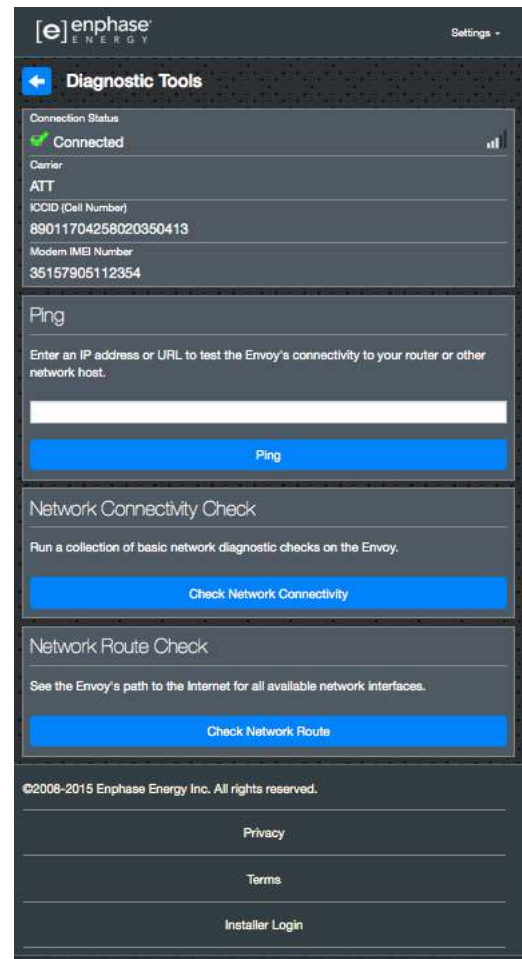 [e] enphase
ENERGY
Settings
Diagnostic Tools
Connection Status
Connected
Carrier
ATT
ICCID (Cell Number)
89011704258020350413
Modem IMEI Number
35157905112354
Ping
Enter an IP address or URL to test the Envoy's connectivity to your router or other
network host.
Ping
Network Connectivity Check
Run a collection of basic network diagnostic checks on the Envoy.
Check Network Connectivity
Network Route Check
See the Envoy's path to the Internet for all available network interfaces.
Check Network Route
©2008-2015 Enphase Energy Inc. All rights reserved.
Privacy
Terms
Installer Login